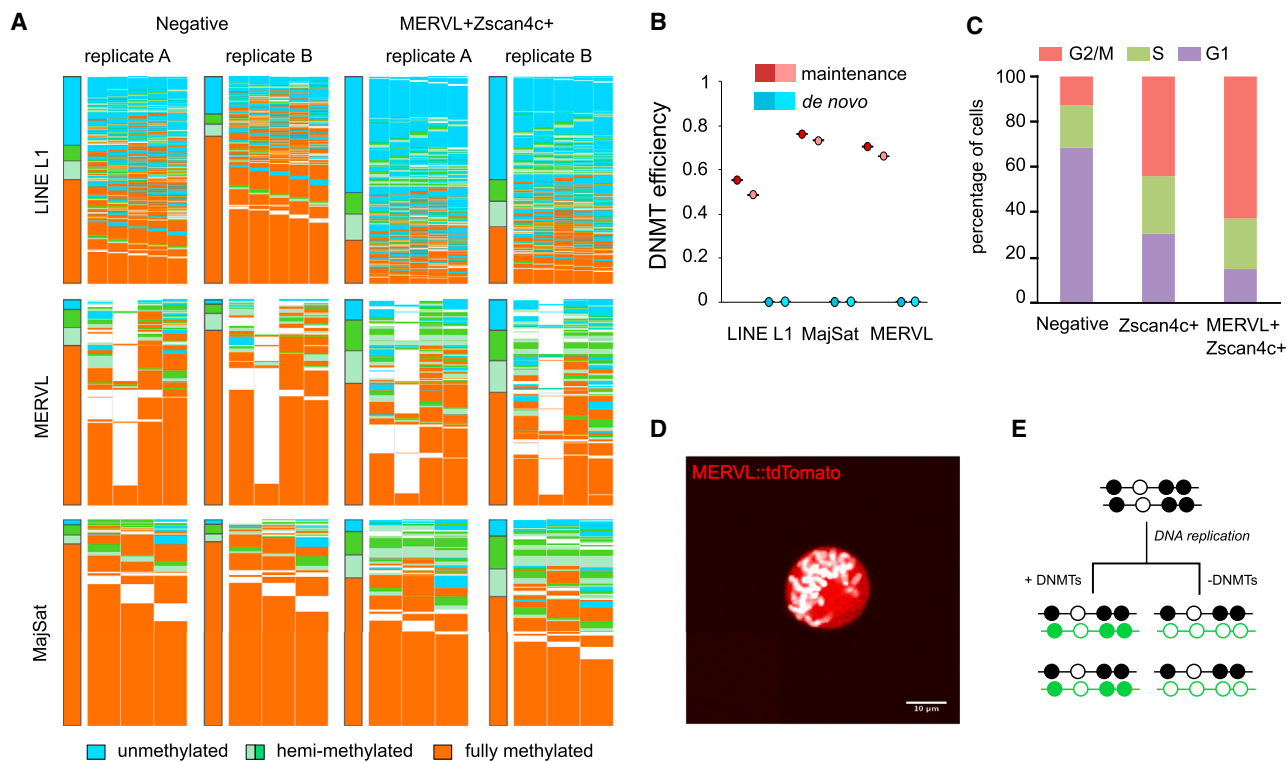 A
Negative
MERVL+Zscan4c+
replicate A
replicate B
replicate A
replicate B
LINE L1
MERVL
MajSat
unmethylated
hemi-methylated
fully methylated
B
maintenance
de novo
DNMT efficiency
1
0.8
0.6
0.4
0.2
0
LINE L1 MajSat MERVL
C
G2/M S G1
percentage of cells
100
80
60
40
20
0
Negative Zscan4c+ MERVL+
Zscan4c+
D
MERVL::tdTomato
10 µm
E
DNA replication
+ DNMTs
-DNMTs